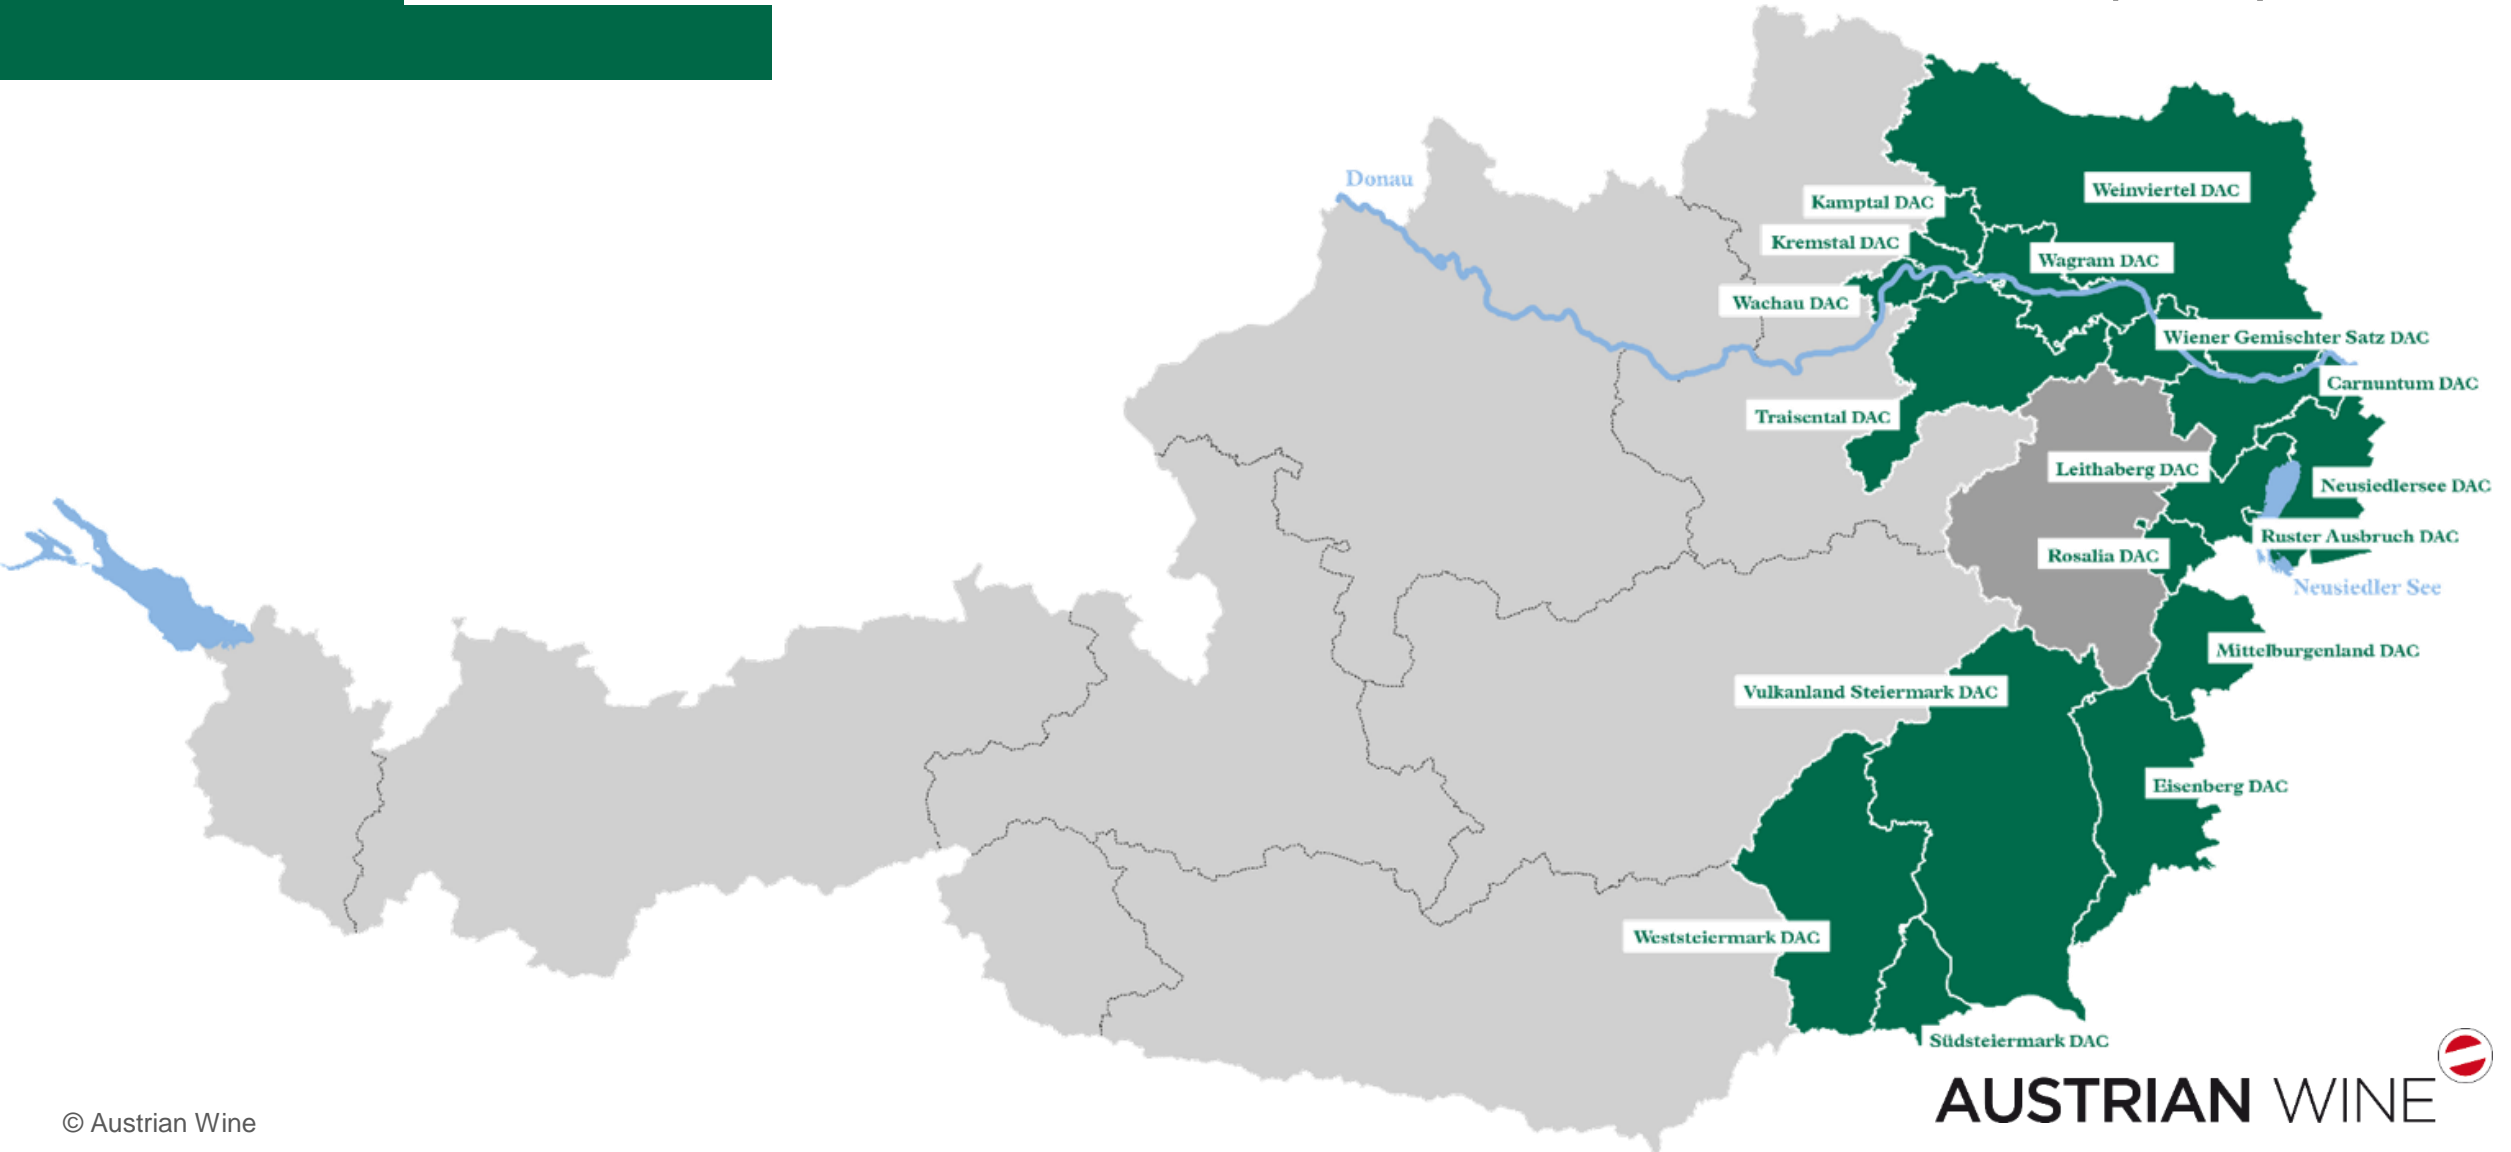 Donau
Weinviertel DAC
Kamptal DAC
Kremstal DAC
Wagram DAC
Wachau DAC
Wiener Gemischter Satz DAC
Carnuntum DAC
Traisental DAC
Leithaberg DAC
Neusiedlersee DAC
Ruster Ausbruch DAC
Rosalia DAC
Neusiedler See
Mittelburgenland DAC
Vulkanland Steiermark DAC
Eisenberg DAC
Weststeiermark DAC
Südsteiermark DAC
AUSTRIAN WINE
© Austrian Wine